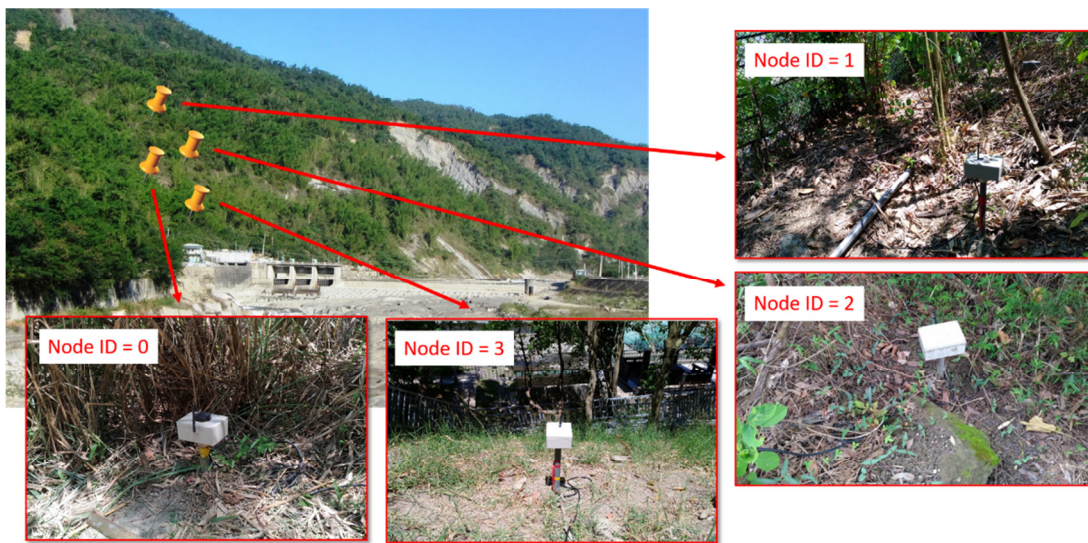 Node ID = 1
Node ID = 2
Node ID = 0
Node ID = 3